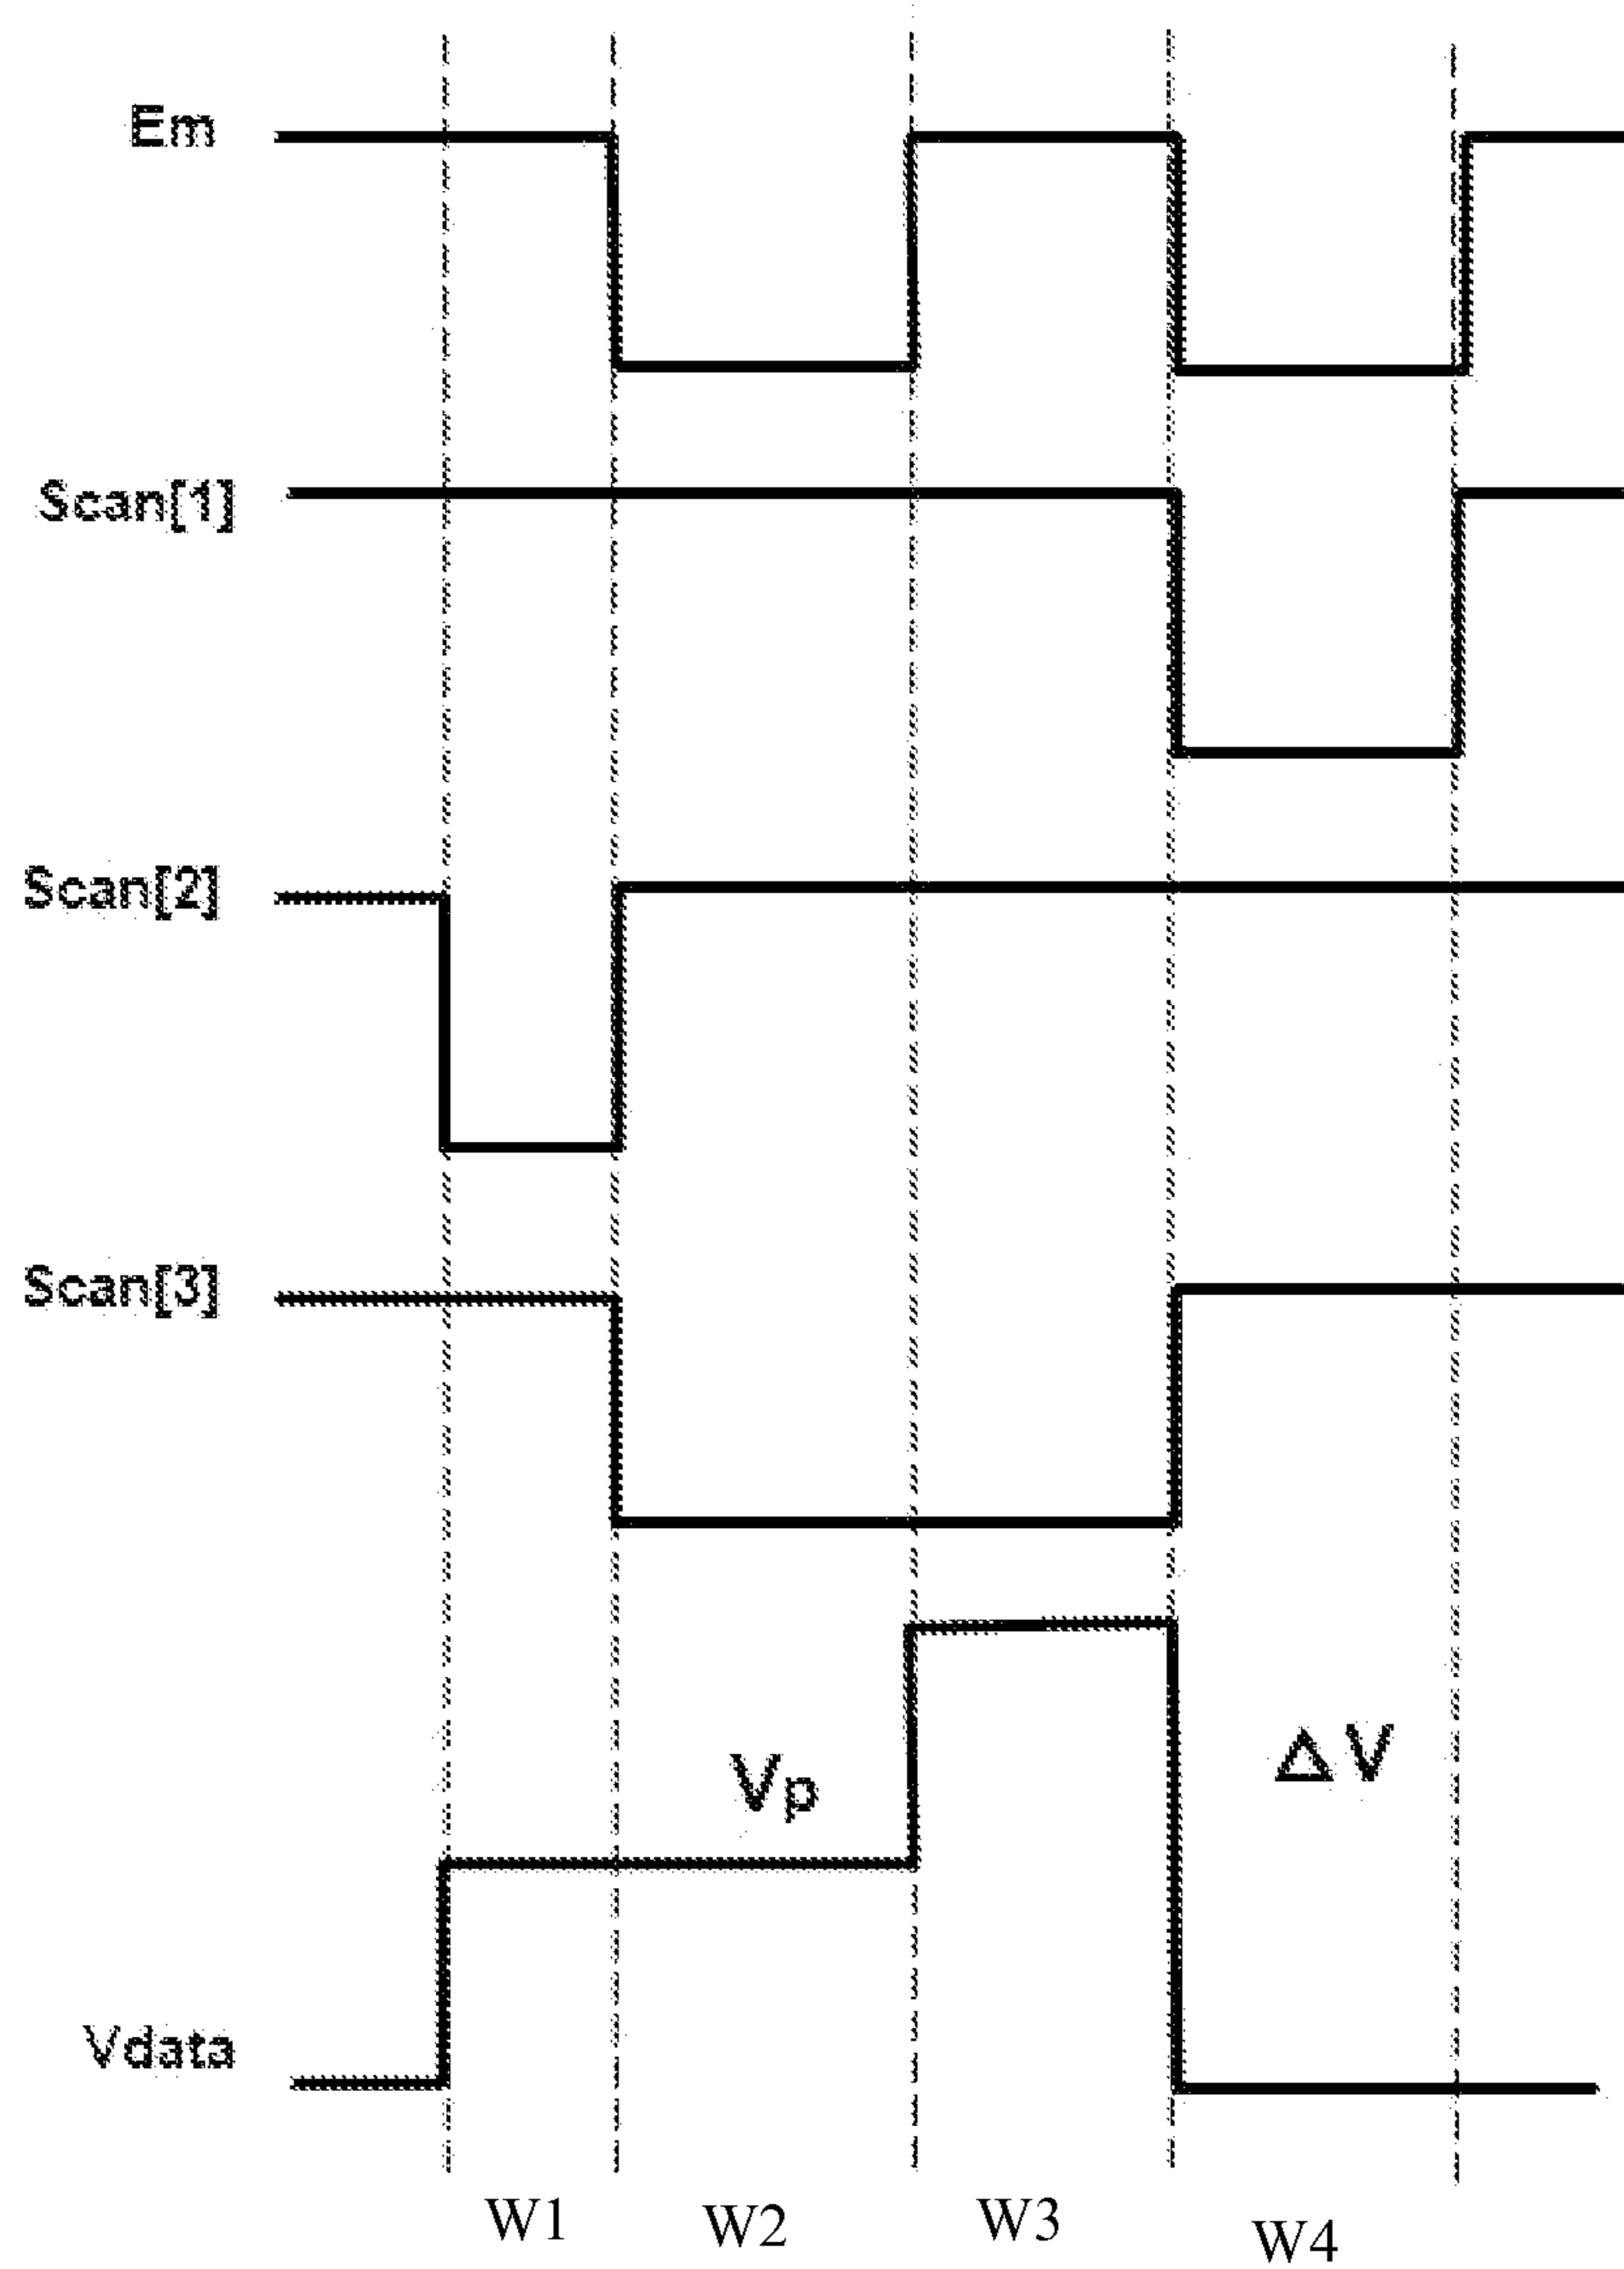 Em
Scan[1]
Scan[2]
Scan[3]
Vp
ΔV
Vdata
W1
W2
W3
W4